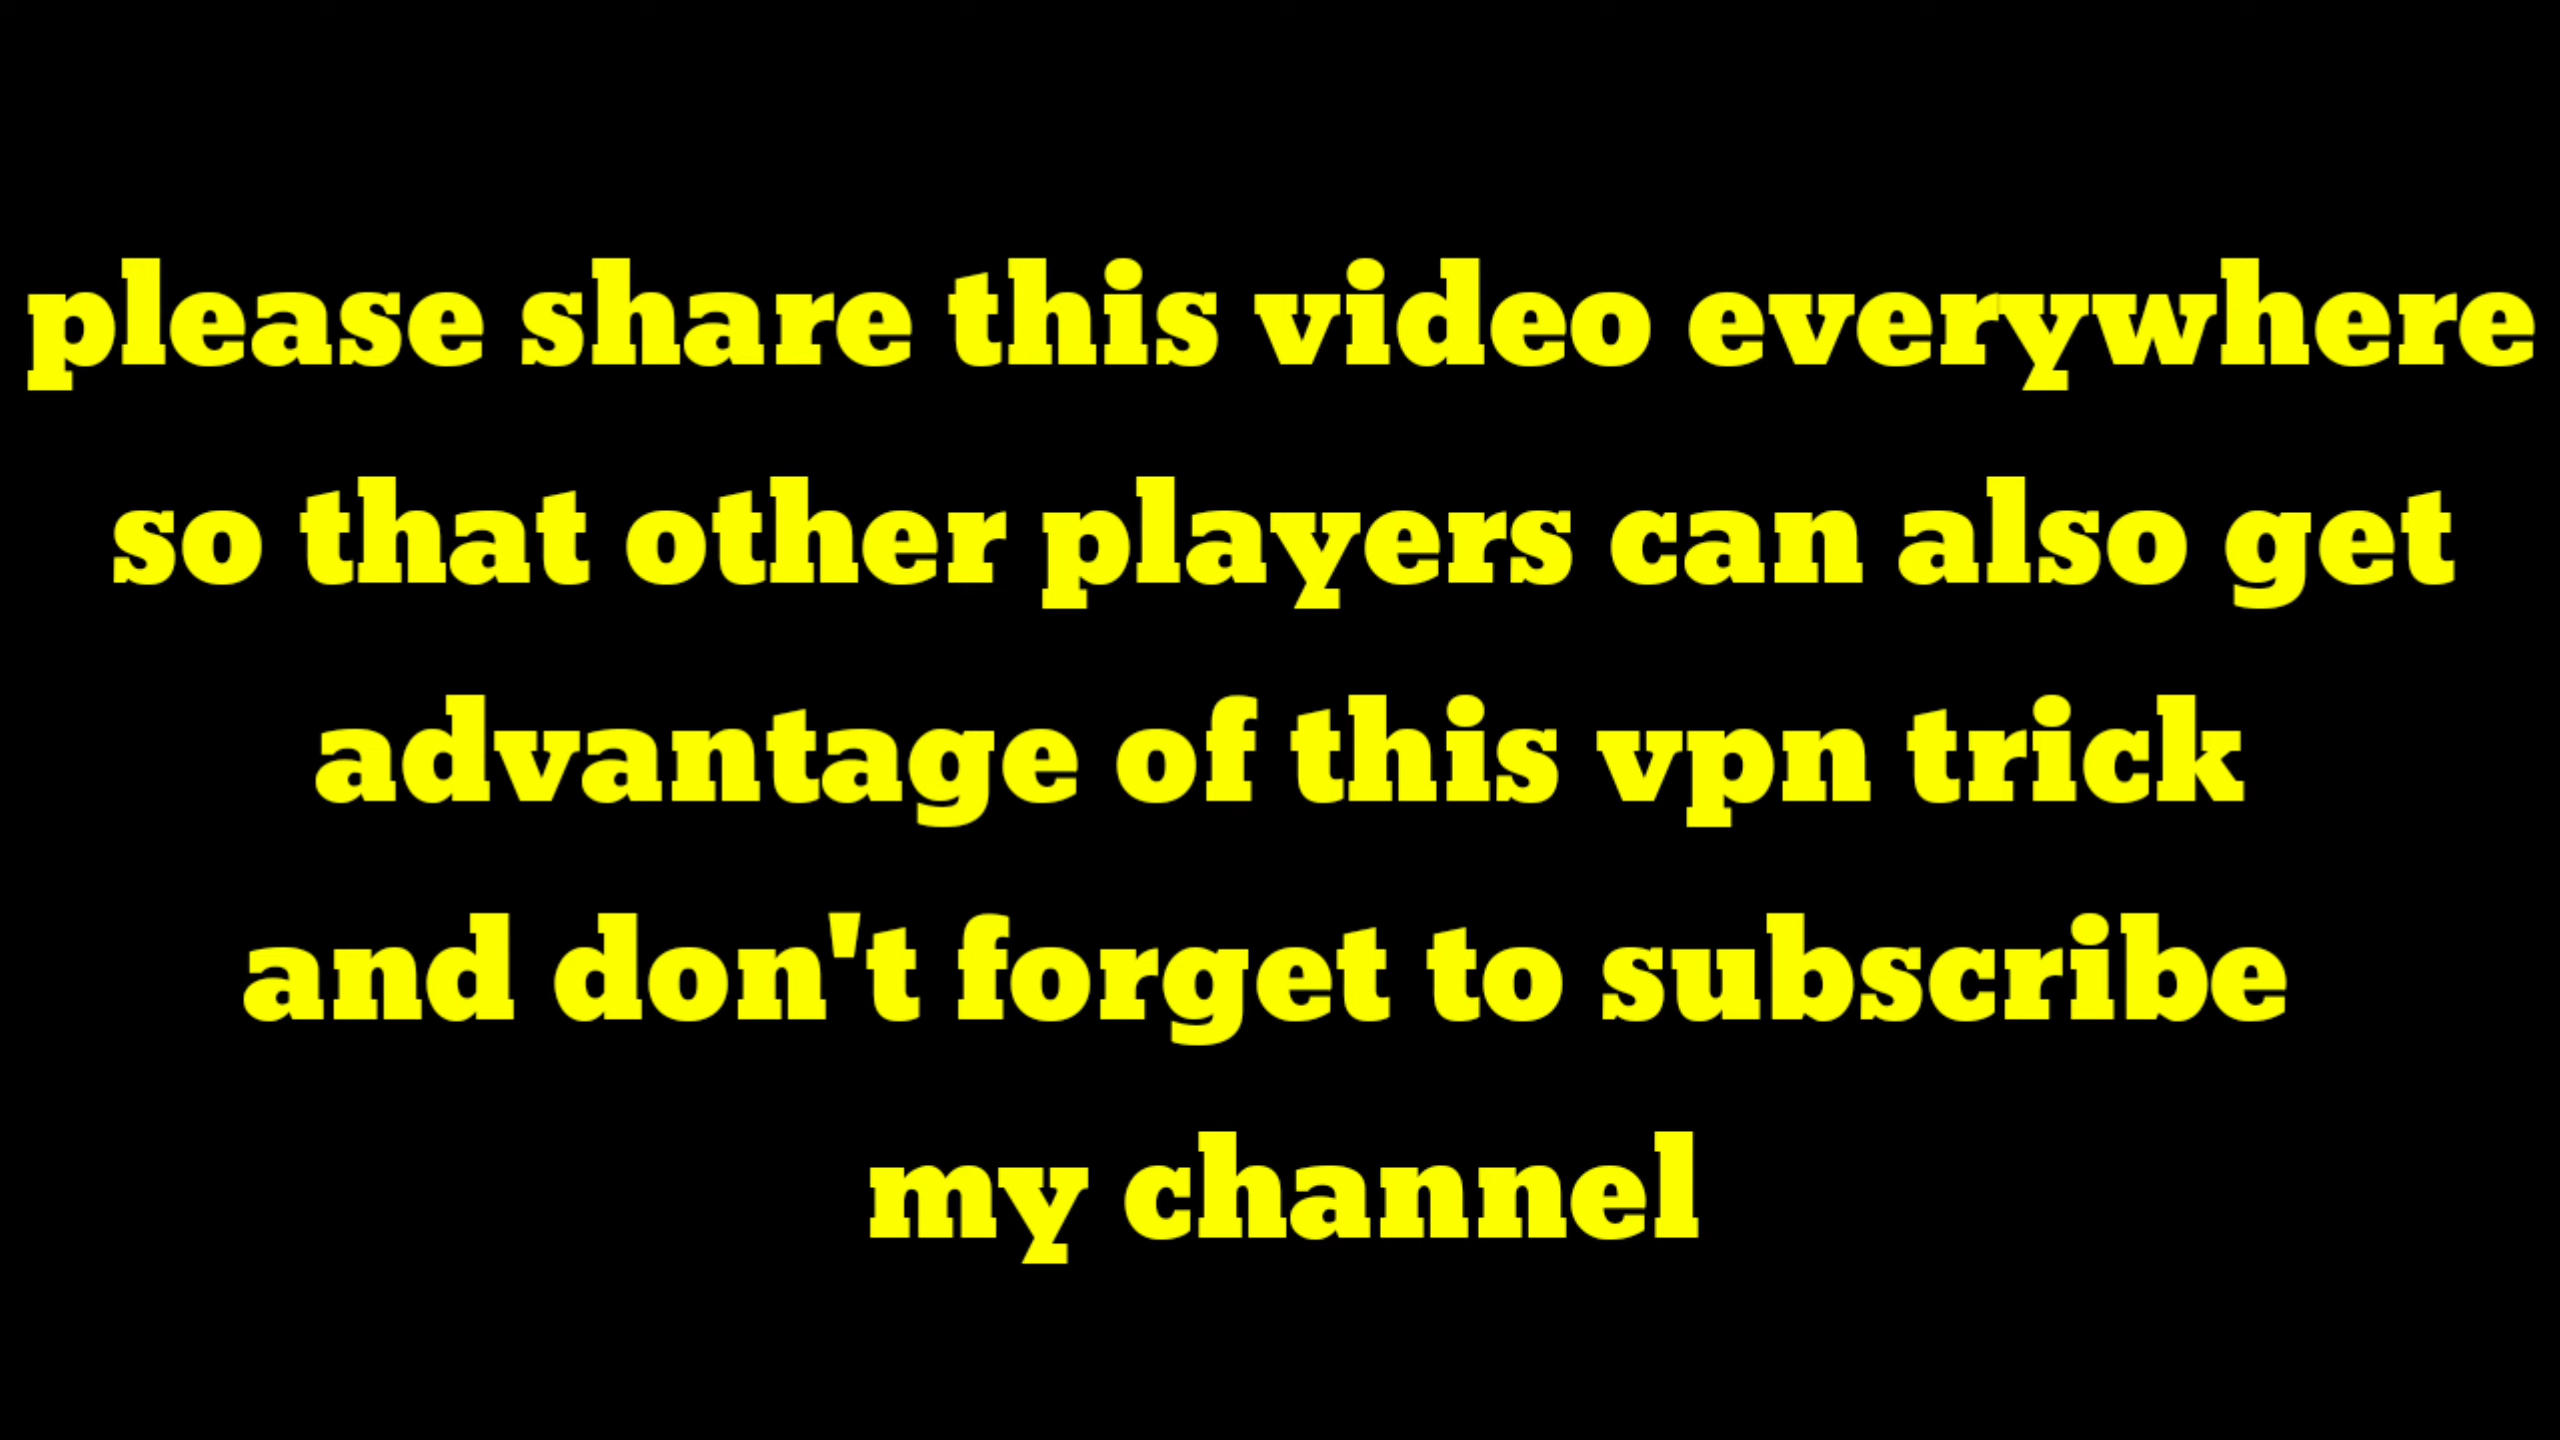 please share this video everywhere
so that other players can also get
advantage of this vpn trick
and don't forget to subscribe
my channel